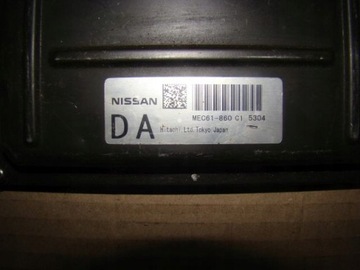 NISSAN
MEC61-860 C1 5304
DA
Hitachi Ltd Tokyo Japan